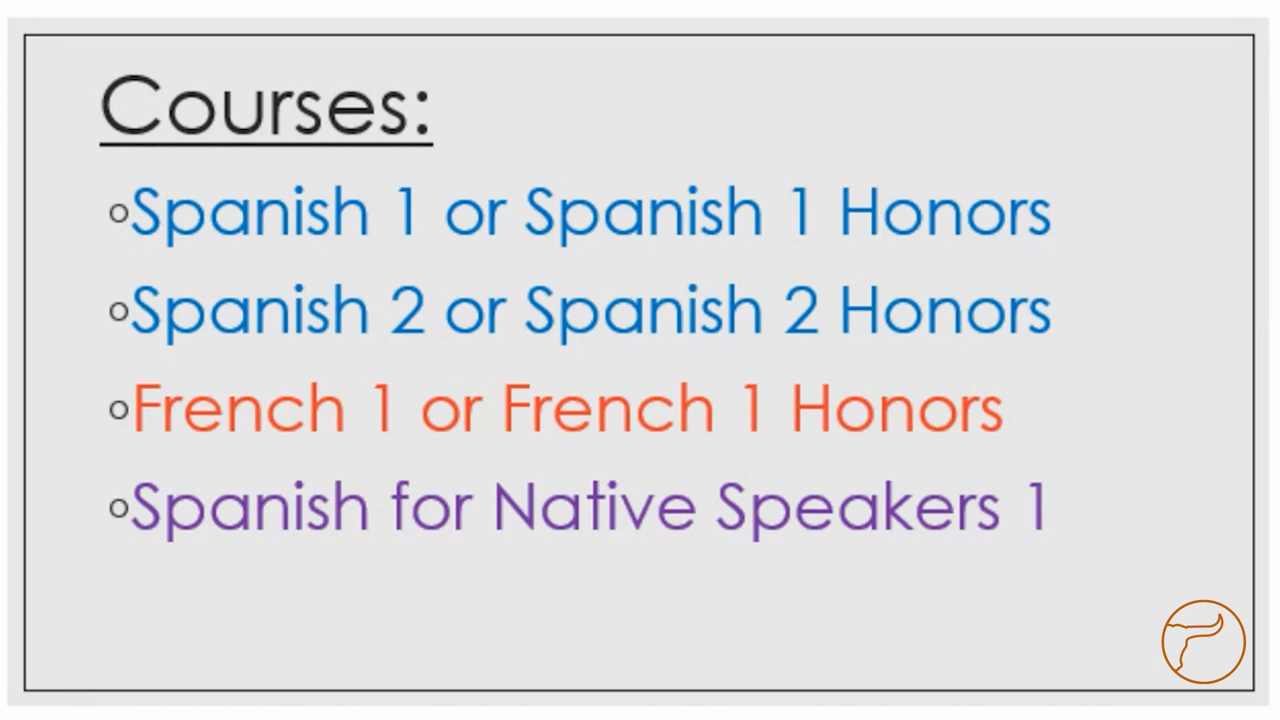 Courses:
Spanish 1 or Spanish 1 Honors
Spanish 2 or Spanish 2 Honors
French 1 or French 1 Honors
Spanish for Native Speakers 1